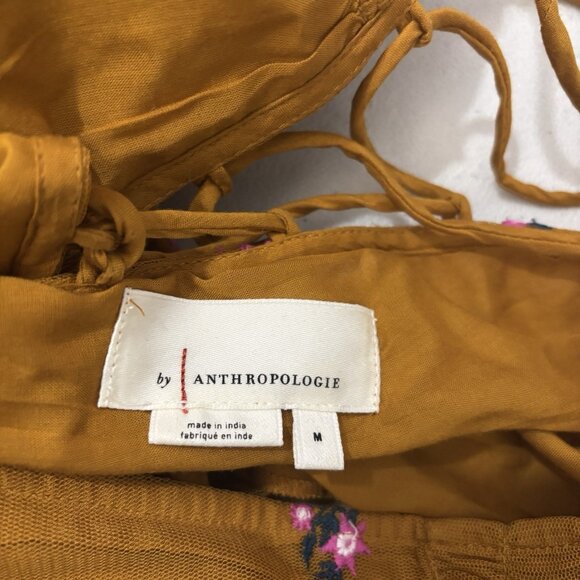 by ANTHROPOLOGIE
made in india
fabriqué en inde
M